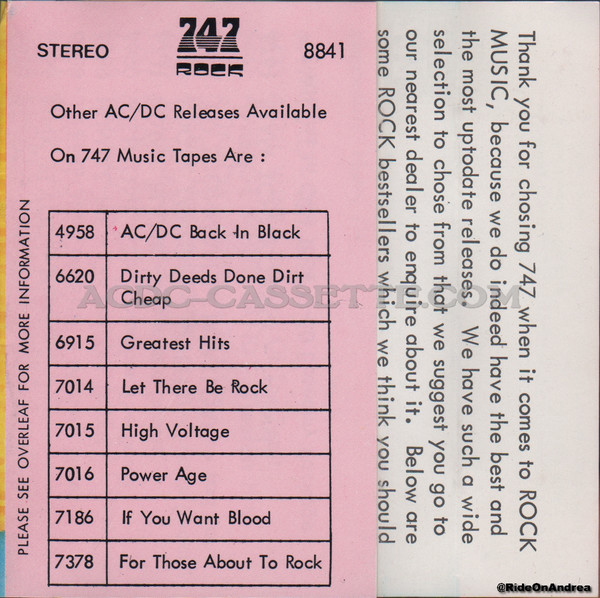 STEREO 747 8841
ROCK
Other AC/DC Releases Available
On 747 Music Tapes Are :
4958 AC/DC Back In Black
6620 Dirty Deeds Done Dirt
Cheap
6915 Greatest Hits
7014 Let There Be Rock
7015 High Voltage
7016 Power Age
7186 If You Want Blood
7378 For Those About To Rock
PLEASE SEE OVERLEAF FOR MORE INFORMATION
Thank you for chosing 747 when it comes to ROCK
MUSIC, because we do indeed have the best and
the most uptodate releases. We have such a wide
selection to chose from that we suggest you go to
our nearest dealer to enquire about it. Below are
some ROCK bestsellers which we think you should
ACDC-CASSETTE.COM
@RideOnAndrea